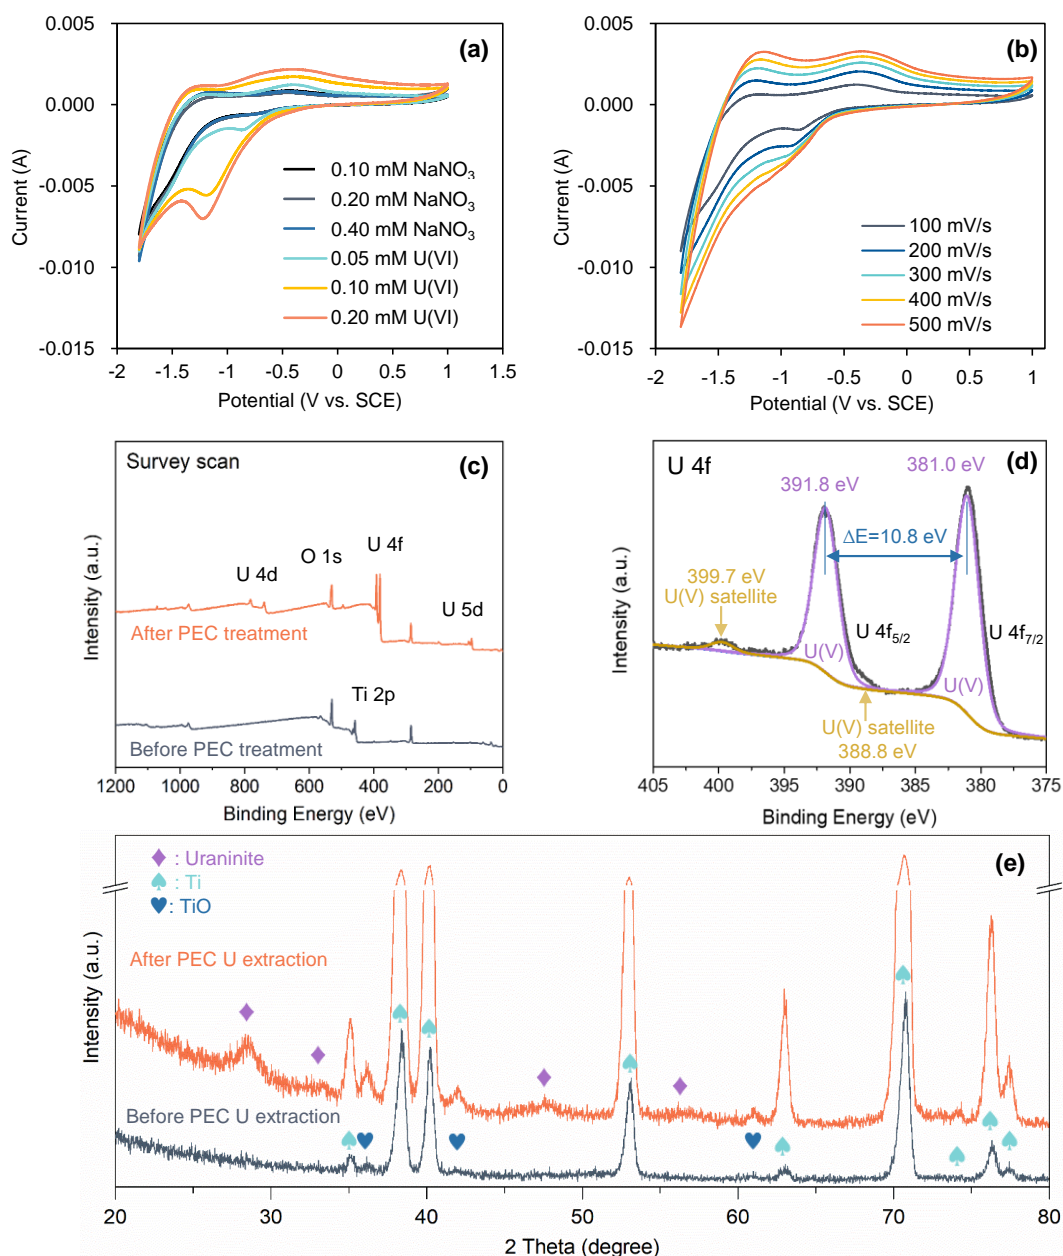 (a)
0.005
0.000
-0.005
-0.010
-0.015
Current (A)
0.10 mM NaNO₃
0.20 mM NaNO₃
0.40 mM NaNO₃
0.05 mM U(VI)
0.10 mM U(VI)
0.20 mM U(VI)
-2 -1.5 -1 -0.5 0 0.5 1 1.5
Potential (V vs. SCE)
(b)
0.005
0.000
-0.005
-0.010
-0.015
Current (A)
100 mV/s
200 mV/s
300 mV/s
400 mV/s
500 mV/s
-2 -1.5 -1 -0.5 0 0.5 1
Potential (V vs. SCE)
Survey scan
(c)
O 1s
U 4f
U 4d
U 5d
After PEC treatment
Ti 2p
Before PEC treatment
Intensity (a.u.)
1200 1000 800 600 400 200 0
Binding Energy (eV)
U 4f
(d)
381.0 eV
391.8 eV
ΔE=10.8 eV
399.7 eV
U(V) satellite
U 4f5/2
U 4f7/2
U(V)
U(V)
U(V) satellite
388.8 eV
Intensity (a.u.)
405 400 395 390 385 380 375
Binding Energy (eV)
(e)
: Uraninite
: Ti
: TiO
After PEC U extraction
Before PEC U extraction
Intensity (a.u.)
20 30 40 50 60 70 80
2 Theta (degree)